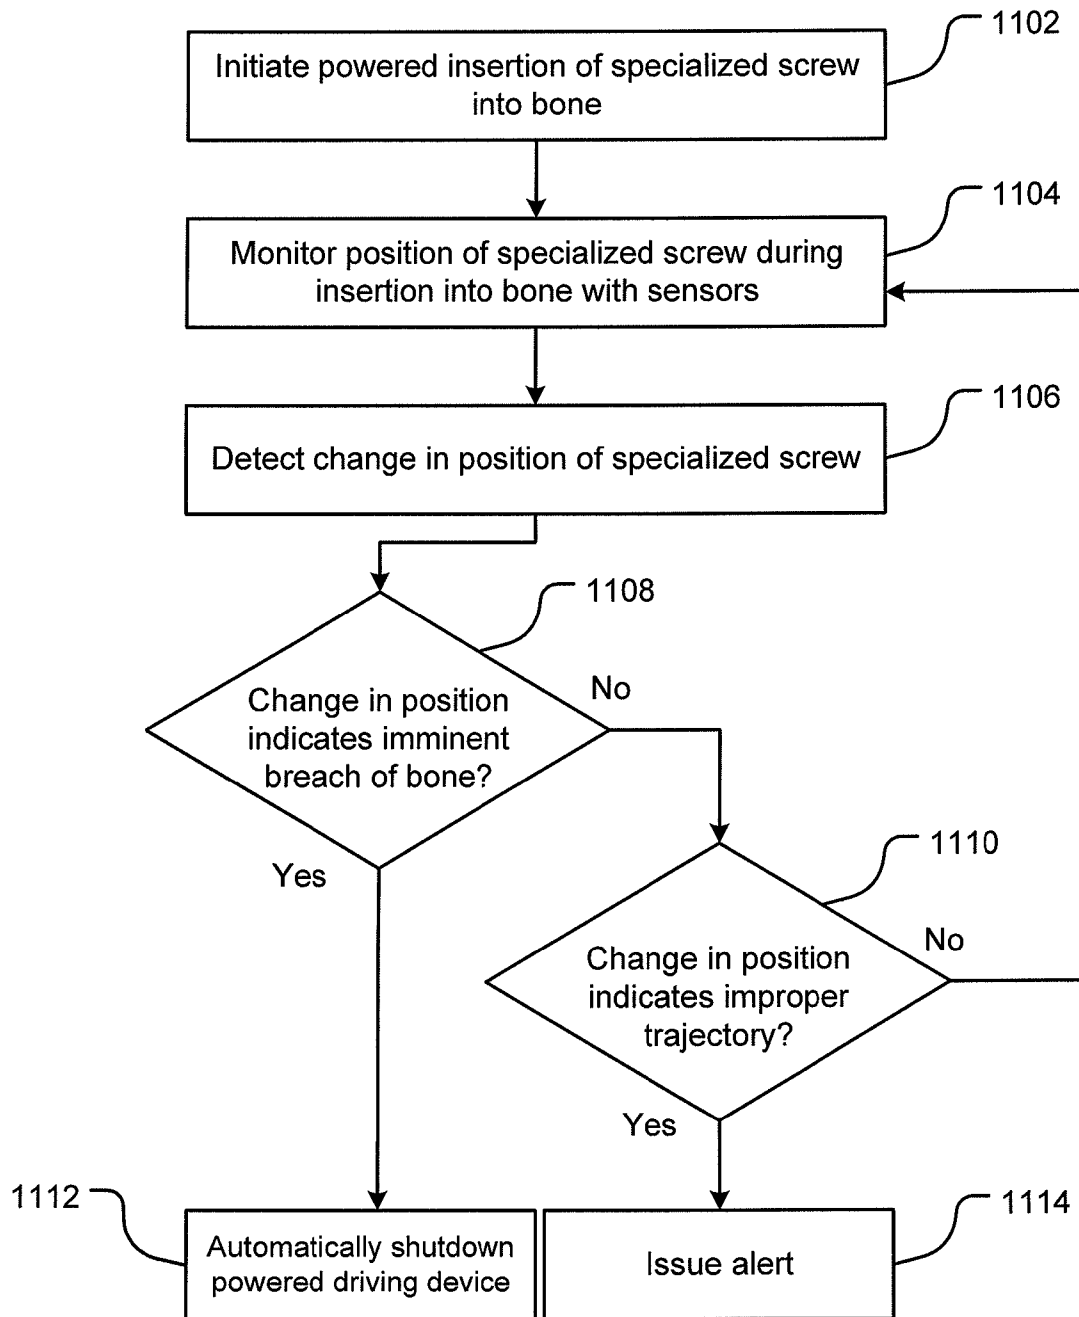 1102
Initiate powered insertion of specialized screw
into bone
1104
Monitor position of specialized screw during
insertion into bone with sensors
1106
Detect change in position of specialized screw
1108
Change in position
indicates imminent
breach of bone?
No
Yes
1110
Change in position
indicates improper
trajectory?
No
Yes
1112
Automatically shutdown
powered driving device
1114
Issue alert